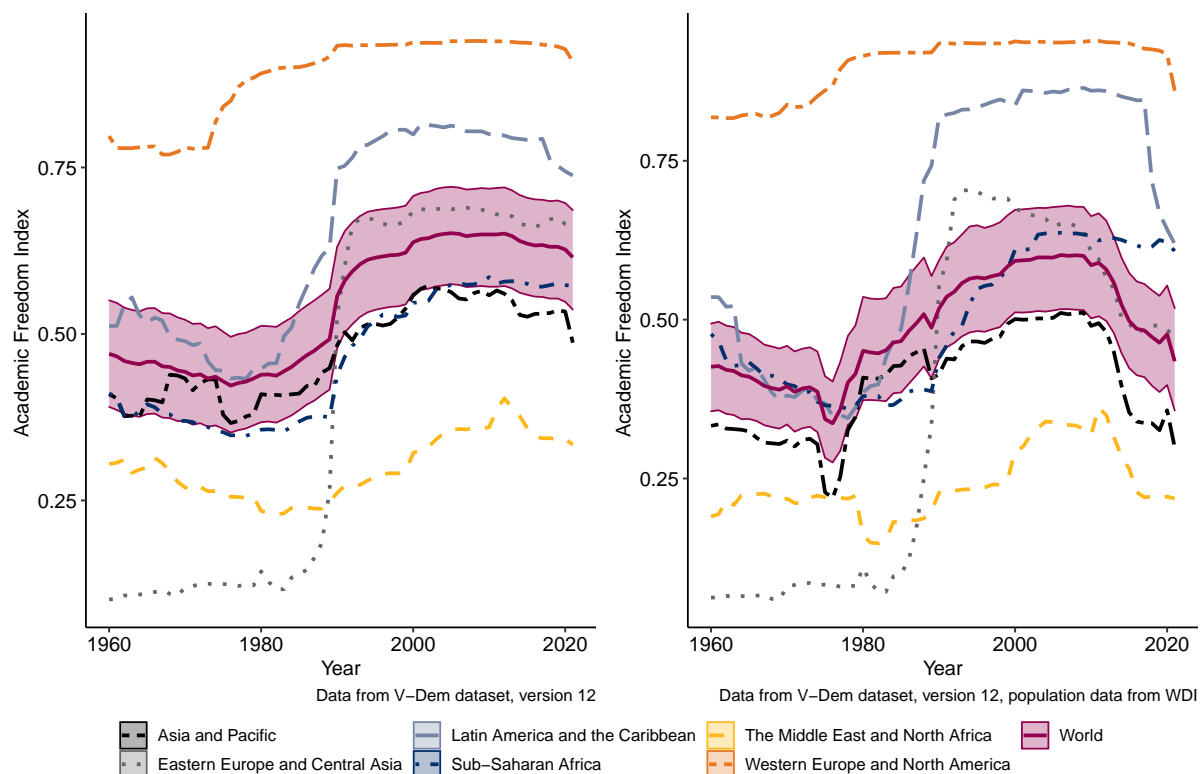 Academic Freedom Index
0.75
0.50
0.25
1960 1980 2000 2020
Year
Data from V−Dem dataset, version 12
Academic Freedom Index
0.75
0.50
0.25
1960 1980 2000 2020
Year
Data from V−Dem dataset, version 12, population data from WDI
Asia and Pacific Latin America and the Caribbean The Middle East and North Africa World
Eastern Europe and Central Asia Sub−Saharan Africa Western Europe and North America